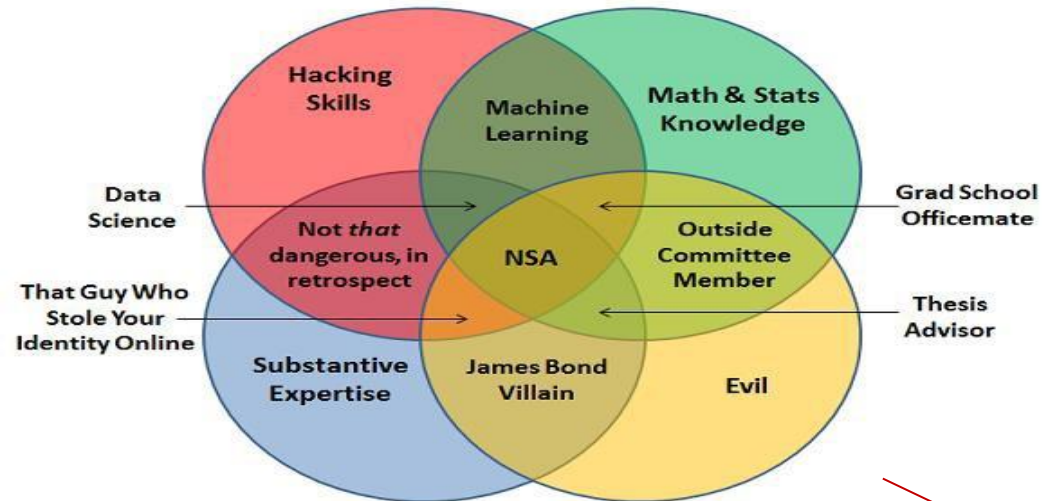 Hacking
Skills
Machine
Learning
Math & Stats
Knowledge
Data
Science
Grad School
Officemate
Not that
dangerous, in
retrospect
NSA
Outside
Committee
Member
That Guy Who
Stole Your
Identity Online
Thesis
Advisor
Substantive
Expertise
James Bond
Villain
Evil